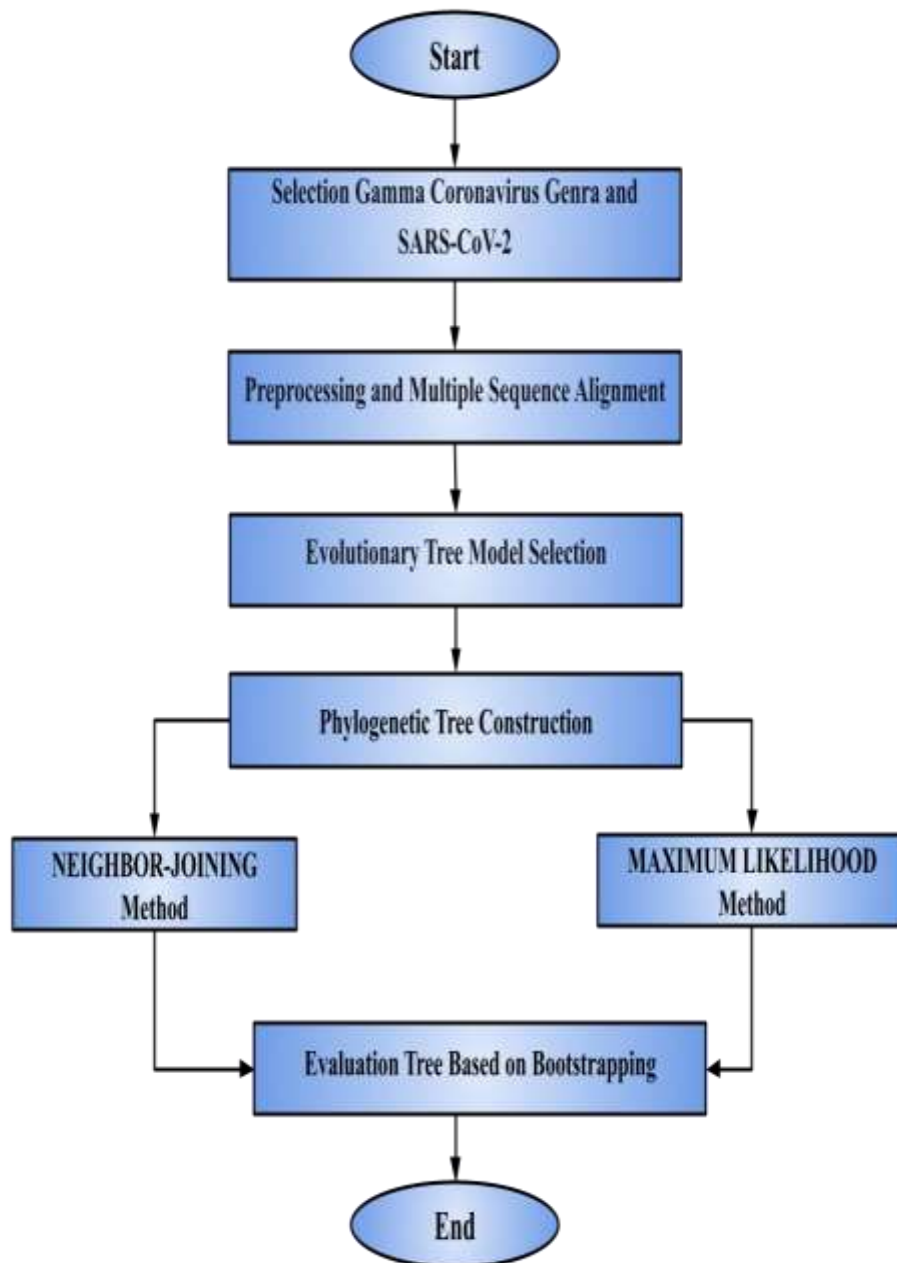 Start
Selection Gamma Coronavirus Genra and
SARS-CoV-2
Preprocessing and Multiple Sequence Alignment
Evolutionary Tree Model Selection
Phylogenetic Tree Construction
NEIGHBOR-JOINING
Method
MAXIMUM LIKELIHOOD
Method
Evaluation Tree Based on Bootstrapping
End